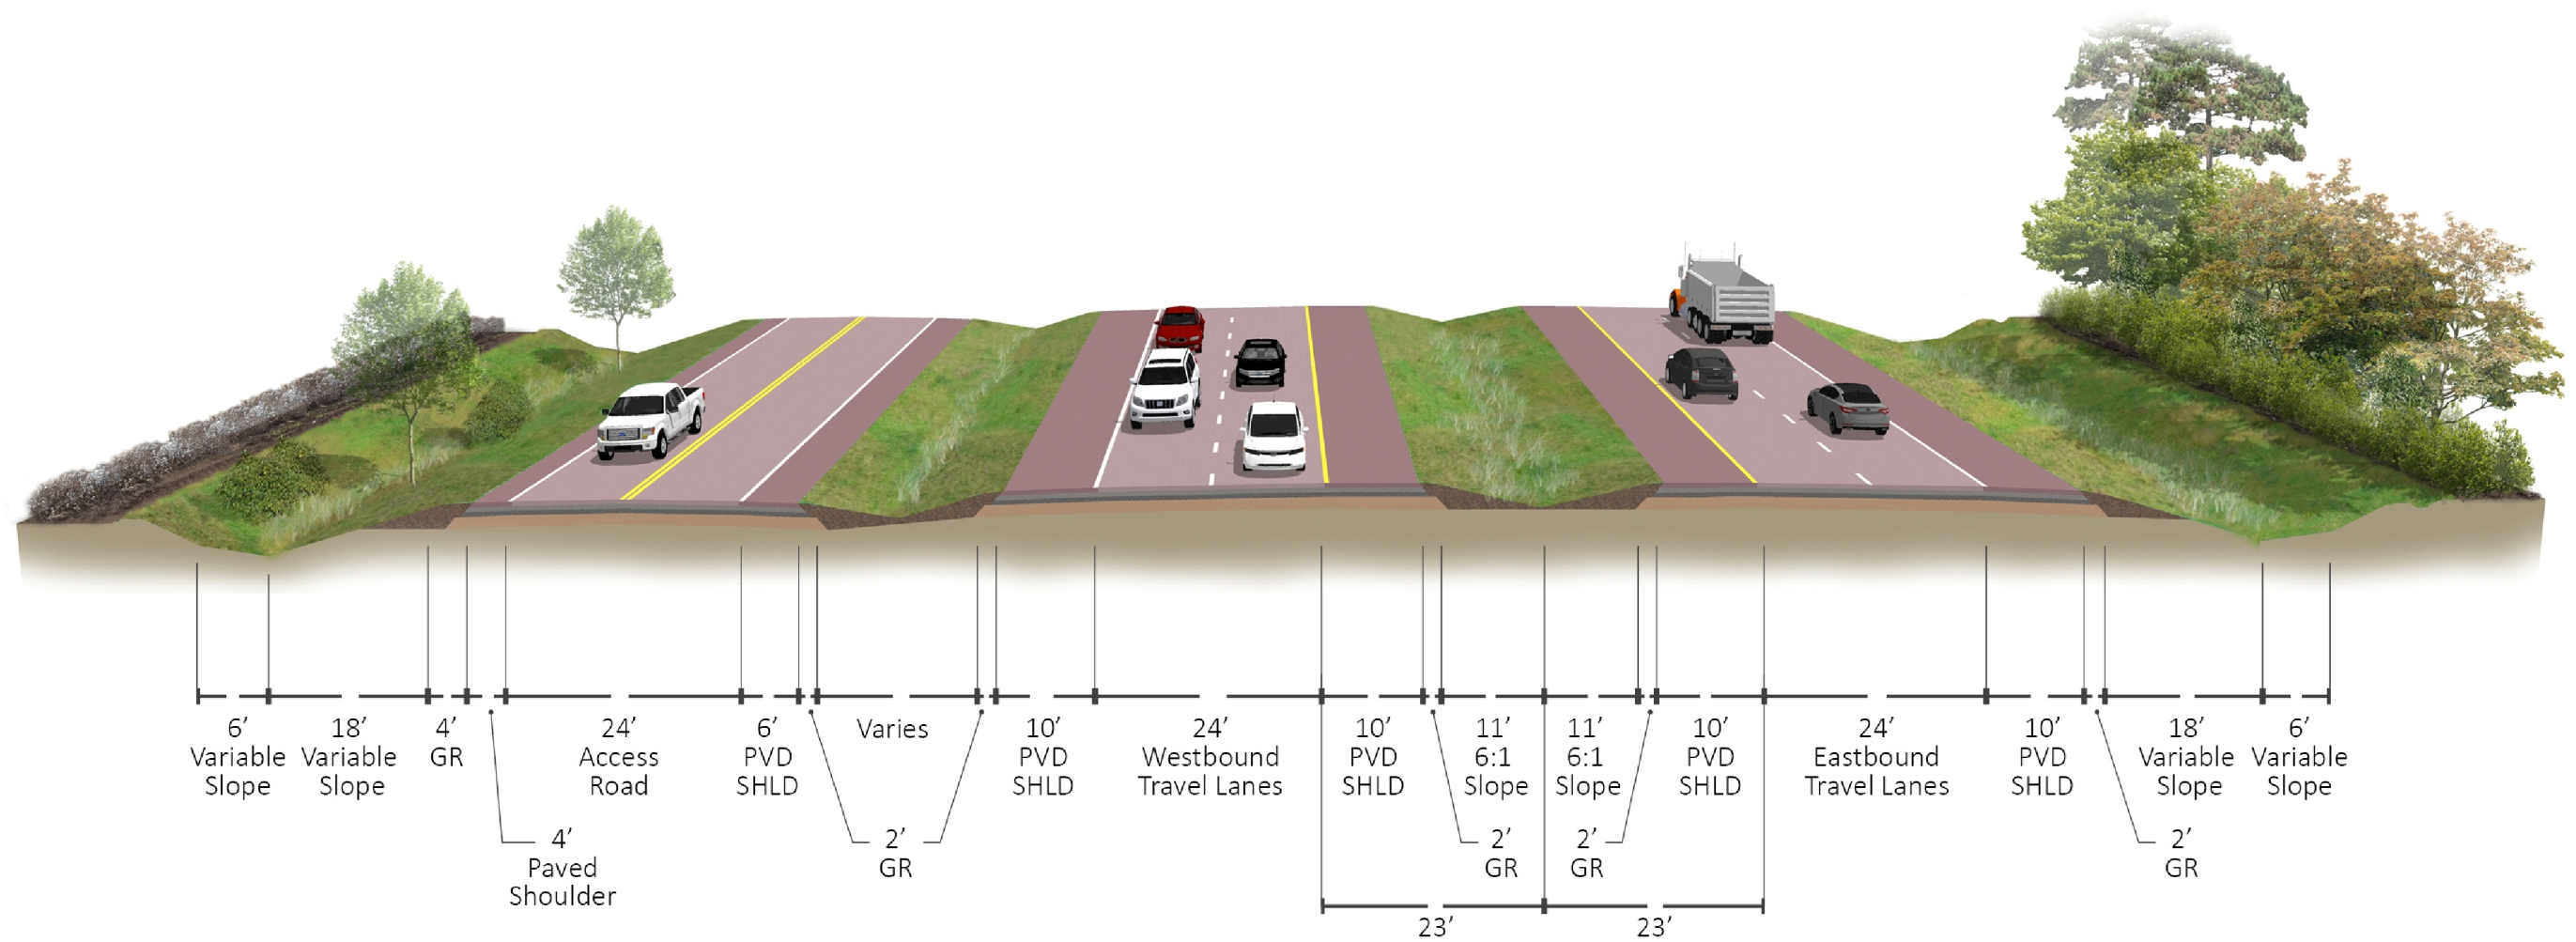 6’
Variable
Slope
18’
Variable
Slope
4’
GR
4’
Paved
Shoulder
24’
Access
Road
6’
PVD
SHLD
2’
GR
Varies
10’
PVD
SHLD
24’
Westbound
Travel Lanes
10’
PVD
SHLD
2’
GR
11’
6:1
Slope
11’
6:1
Slope
2’
GR
10’
PVD
SHLD
24’
Eastbound
Travel Lanes
10’
PVD
SHLD
2’
GR
18’
Variable
Slope
6’
Variable
Slope
23’
23’